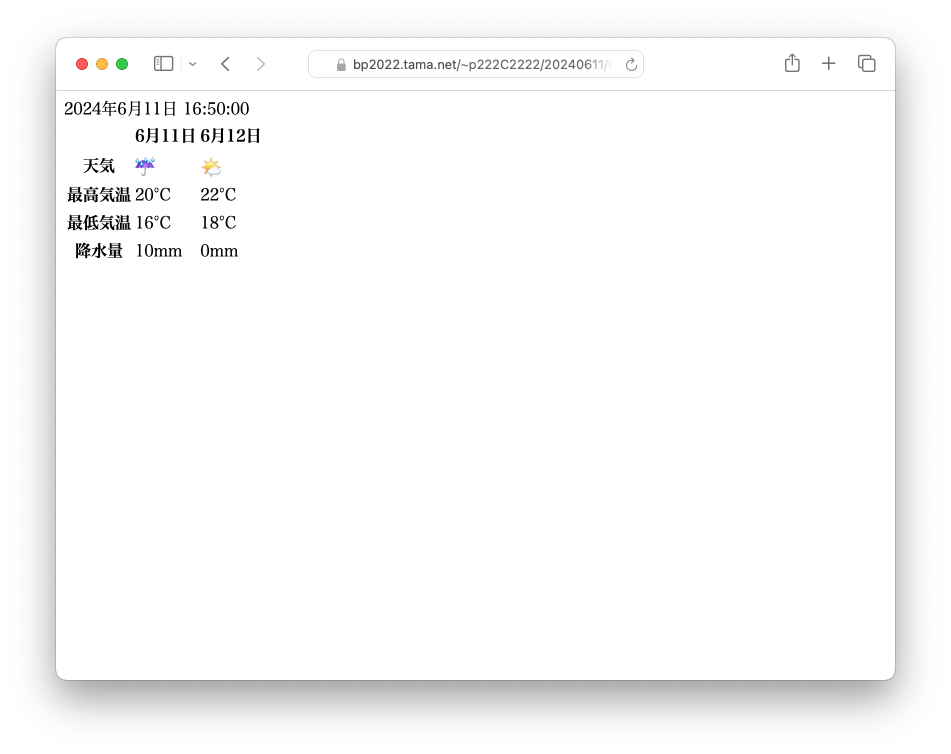 bp2022.tama.net/~p222C2222/20240611/
2024年6月11日 16:50:00
6月11日 6月12日
天気 ☔ 🌤
最高気温 20°C 22°C
最低気温 16°C 18°C
降水量 10mm 0mm